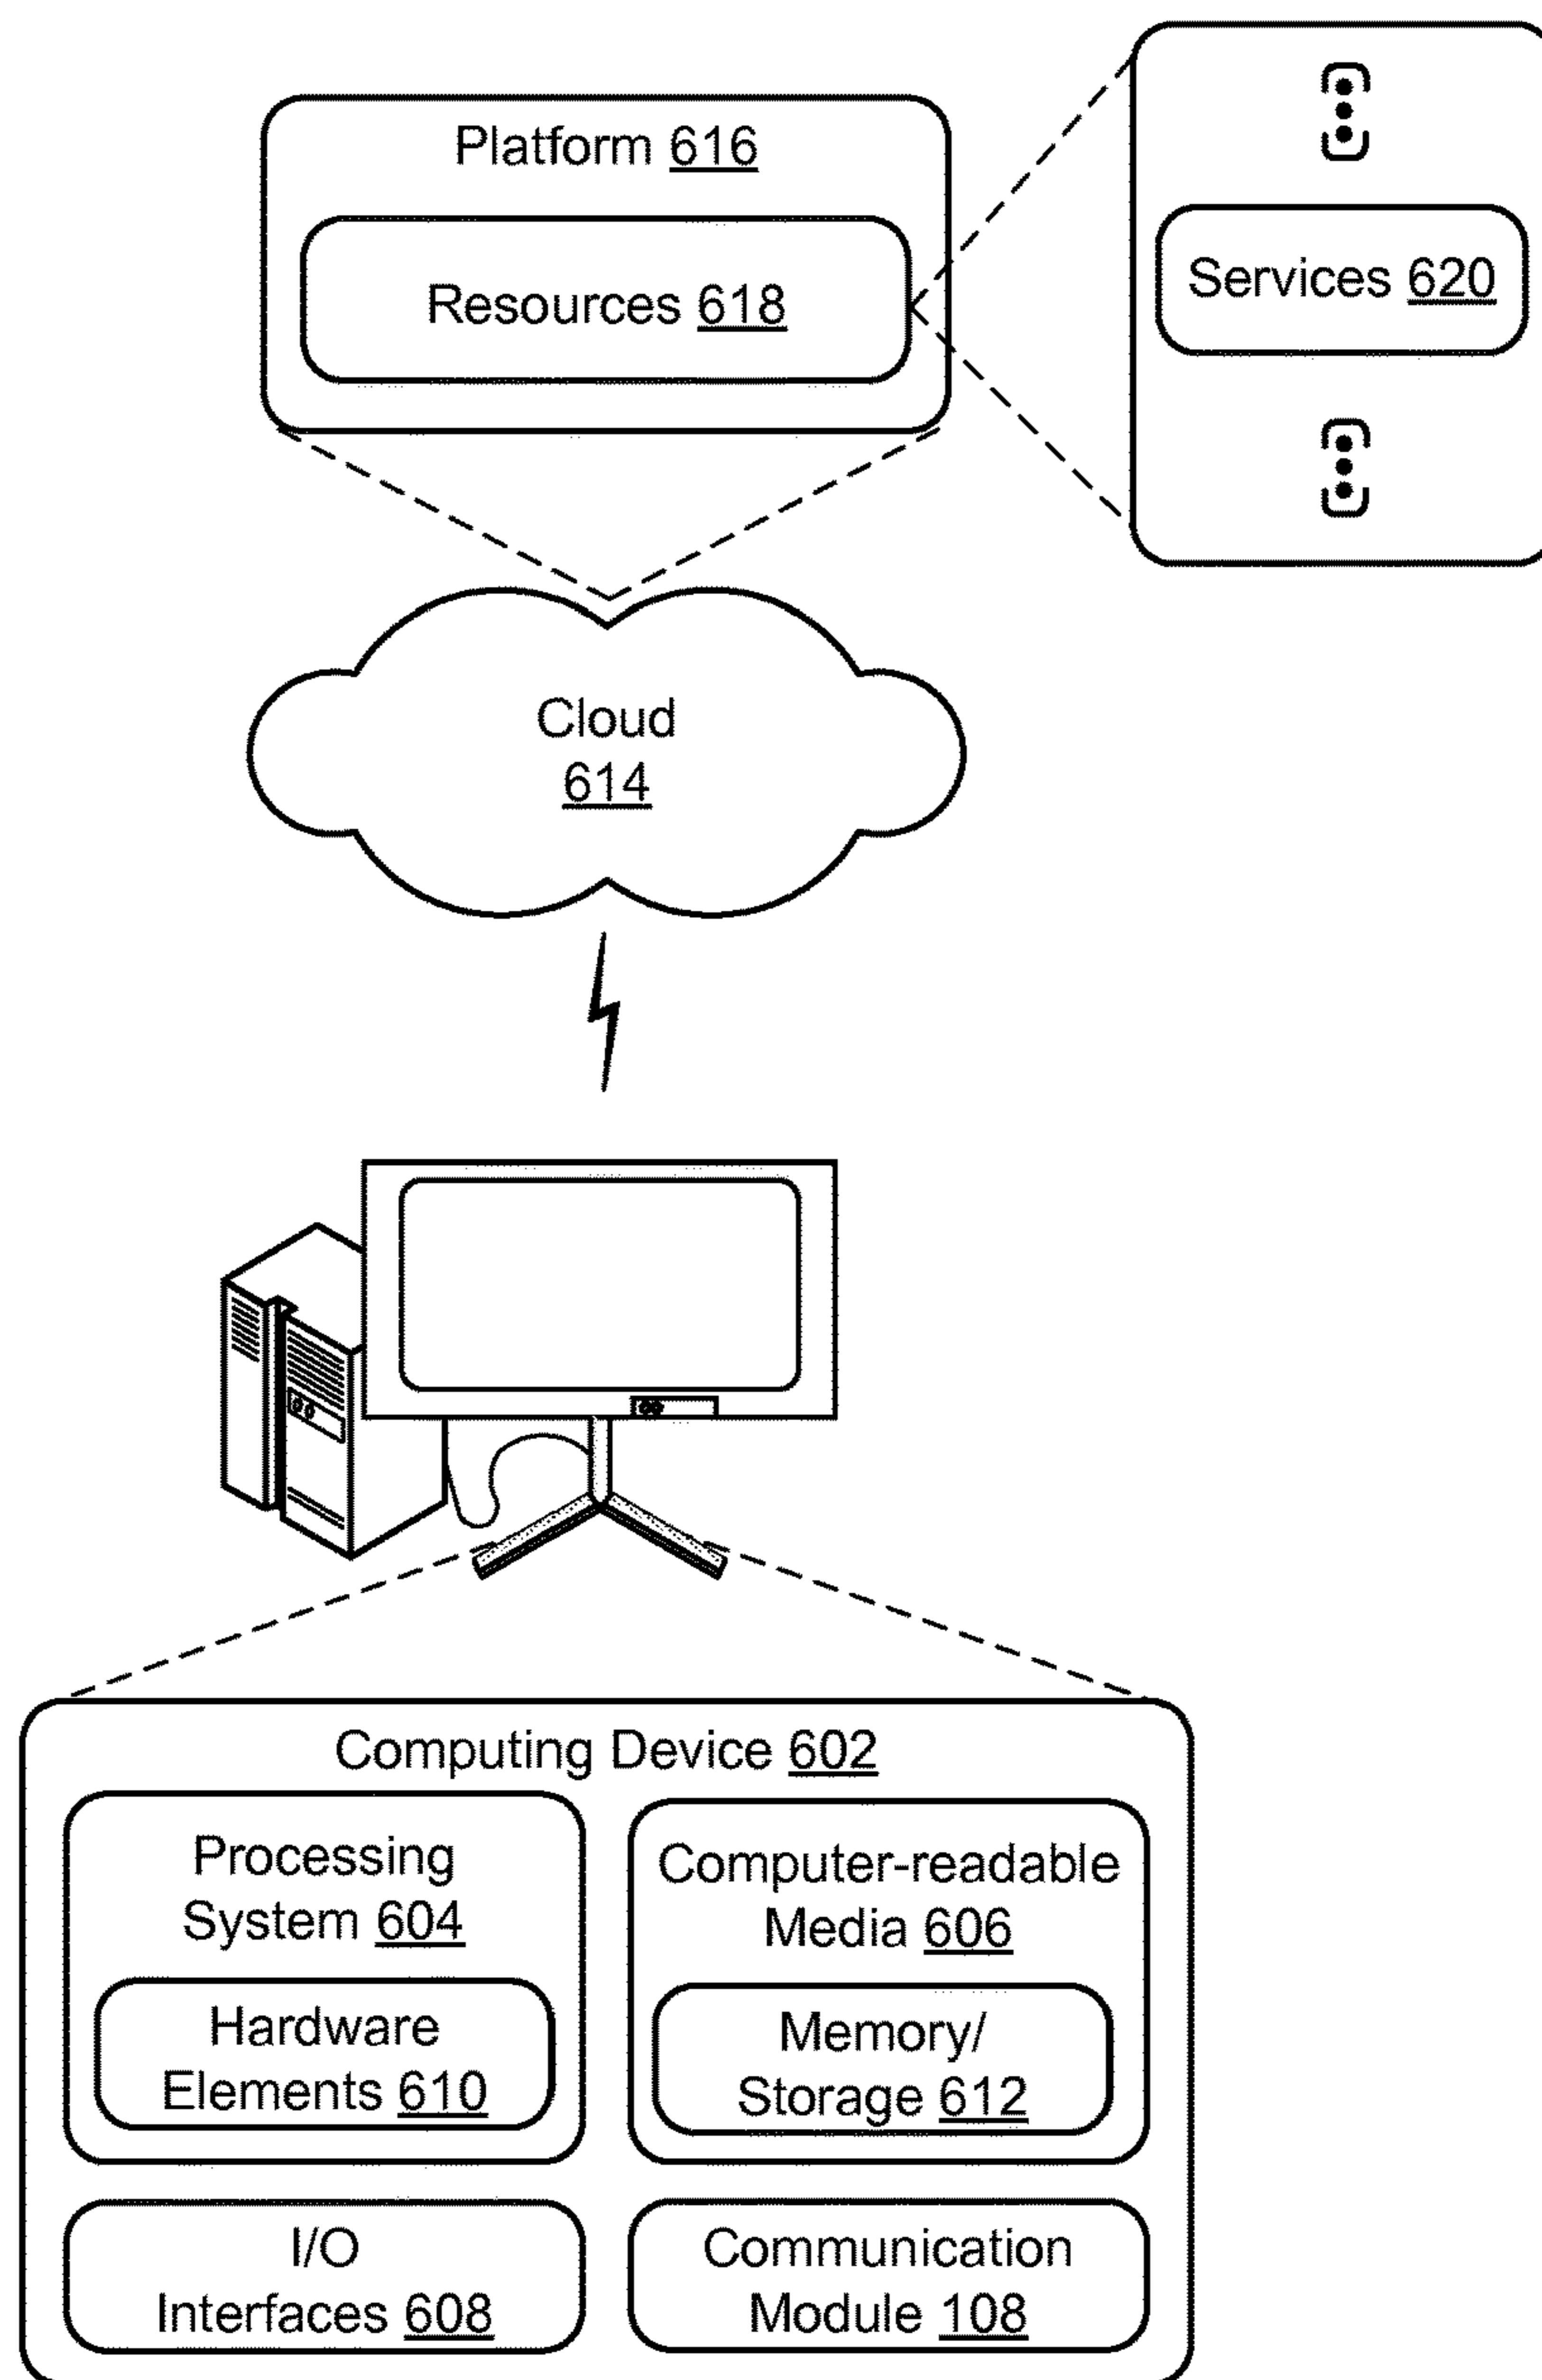 Platform 616
Resources 618
Services 620
Cloud
614
Computing Device 602
Processing
System 604
Hardware
Elements 610
Computer-readable
Media 606
Memory/
Storage 612
I/O
Interfaces 608
Communication
Module 108